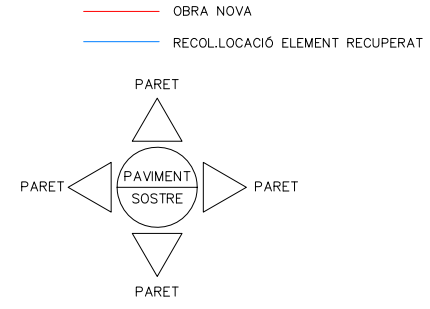 OBRA NOVA
RECOL.LOCACIÓ ELEMENT RECUPERAT
PARET
PAVIMENT
PARET
PARET
SOSTRE
PARET